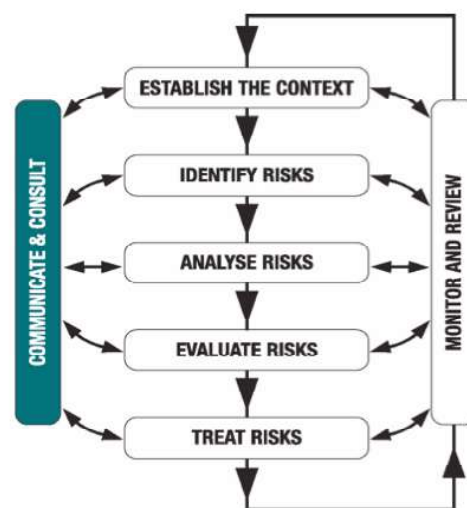 ESTABLISH THE CONTEXT
COMMUNICATE & CONSULT
IDENTIFY RISKS
ANALYSE RISKS
EVALUATE RISKS
TREAT RISKS
MONITOR AND REVIEW